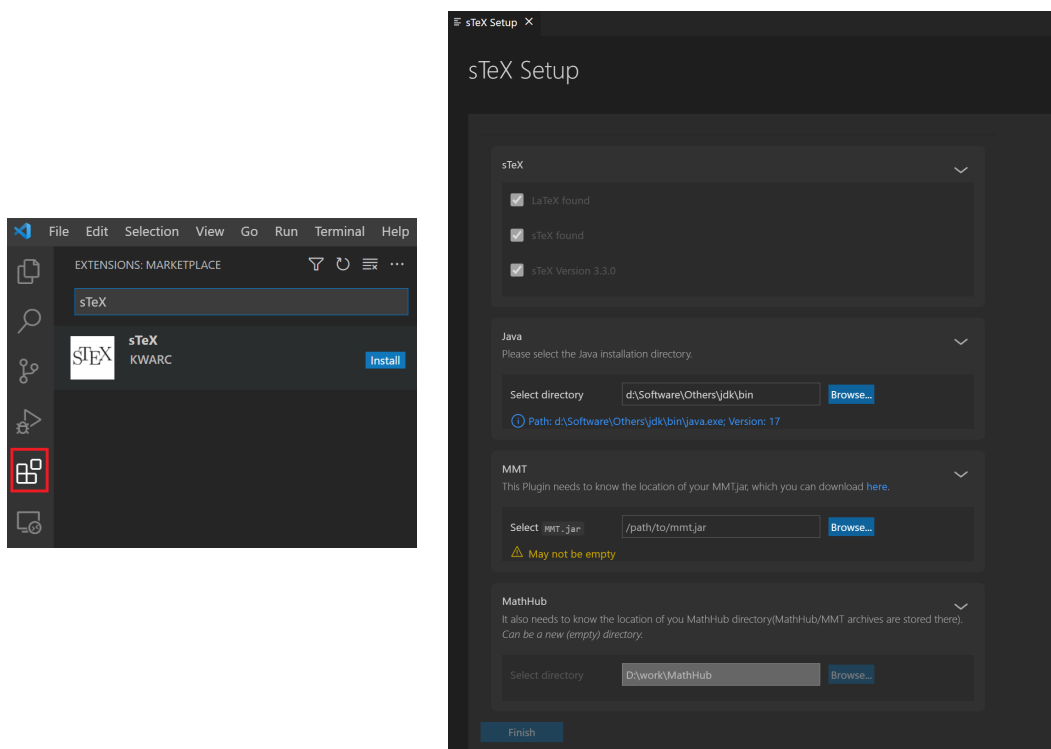 File Edit Selection View Go Run Terminal Help
EXTENSIONS: MARKETPLACE
sTeX
STEX
sTeX
KWARC
Install
sTeX Setup
sTeX Setup
sTeX
LaTeX found
sTeX found
sTeX Version 3.3.0
Java
Please select the Java installation directory.
Select directory d:\Software\Others\jdk\bin Browse...
Path: d:\Software\Others\jdk\bin\java.exe; Version: 17
MMT
This Plugin needs to know the location of your MMT.jar, which you can download here.
Select MMT.jar /path/to/mmt.jar Browse...
May not be empty
MathHub
It also needs to know the location of you MathHub directory(MathHub/MMT archives are stored there).
Can be a new (empty) directory.
Select directory D:\work\MathHub Browse...
Finish